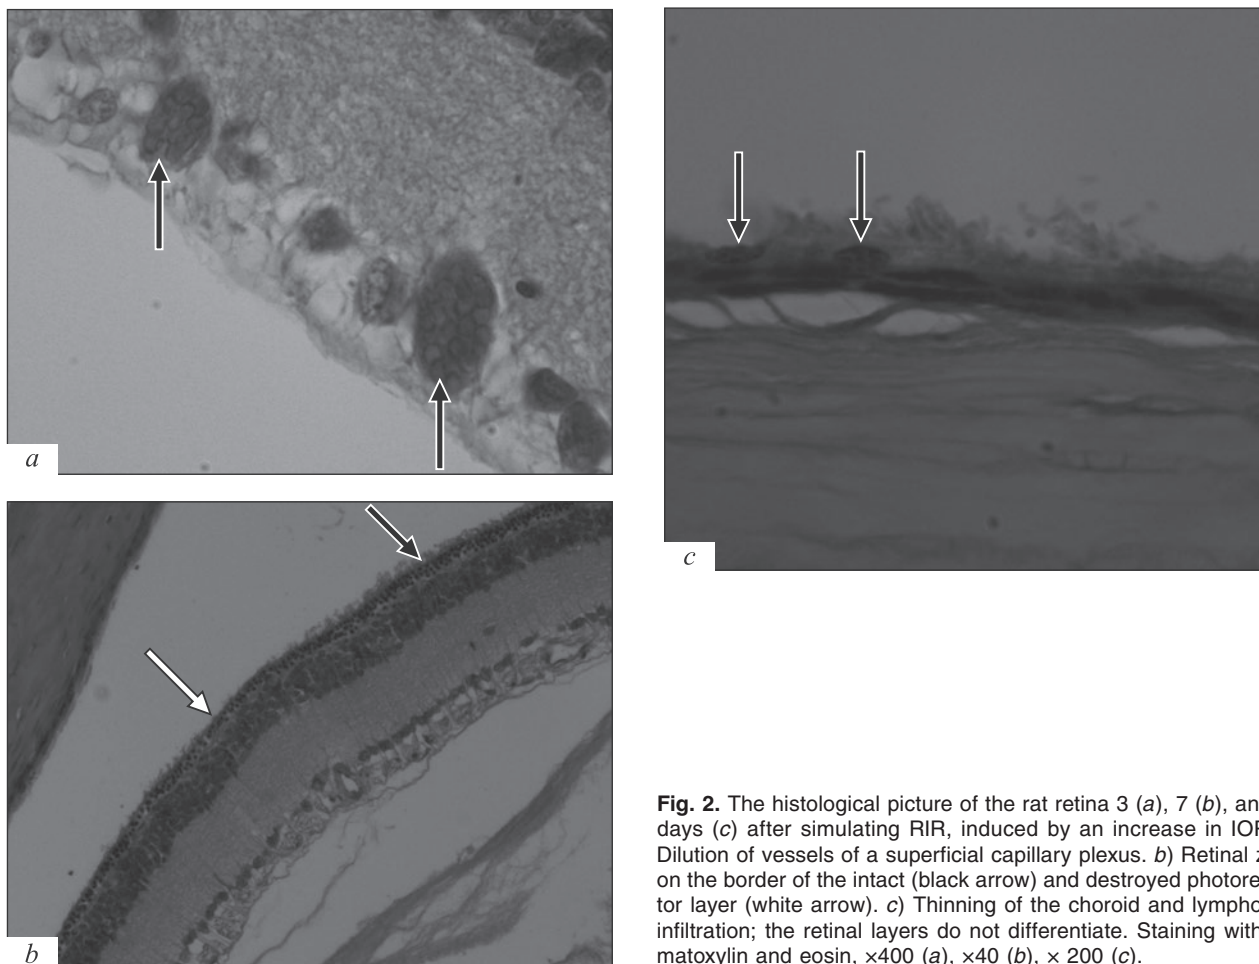 a
c
b
Fig. 2. The histological picture of the rat retina 3 (a), 7 (b), an
days (c) after simulating RIR, induced by an increase in IOP
Dilution of vessels of a superficial capillary plexus. b) Retinal z
on the border of the intact (black arrow) and destroyed photore
tor layer (white arrow). c) Thinning of the choroid and lympho
infiltration; the retinal layers do not differentiate. Staining with
matoxylin and eosin, ×400 (a), ×40 (b), × 200 (c).